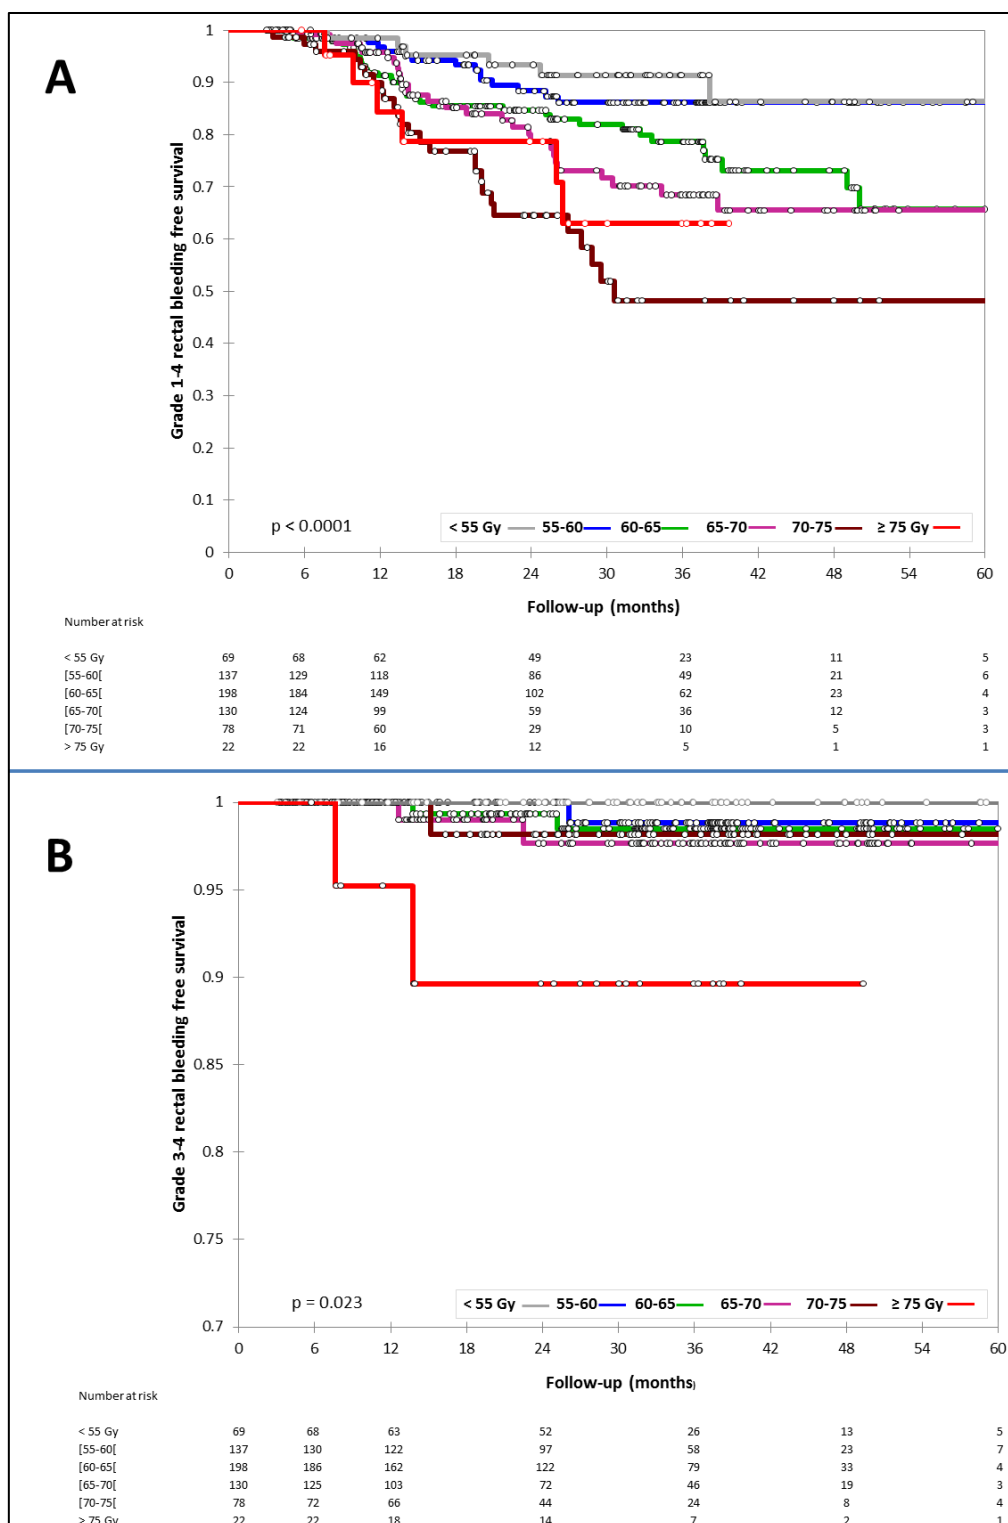 A
Grade 1-4 rectal bleeding free survival
1
0.9
0.8
0.7
0.6
0.5
0.4
0.3
0.2
0.1
0
p < 0.0001
< 55 Gy 55-60 60-65 65-70 70-75 ≥ 75 Gy
0 6 12 18 24 30 36 42 48 54 60
Follow-up (months)
Number at risk
< 55 Gy 69 68 62 49 23 11 5
[55-60[ 137 129 118 86 49 21 6
[60-65[ 198 184 149 102 62 23 4
[65-70[ 130 124 99 59 36 12 3
[70-75[ 78 71 60 29 10 5 3
> 75 Gy 22 22 16 12 5 1 1
B
Grade 3-4 rectal bleeding free survival
1
0.95
0.9
0.85
0.8
0.75
0.7
p = 0.023
< 55 Gy 55-60 60-65 65-70 70-75 ≥ 75 Gy
0 6 12 18 24 30 36 42 48 54 60
Follow-up (months)
Number at risk
< 55 Gy 69 68 63 52 26 13 5
[55-60[ 137 130 122 97 58 23 7
[60-65[ 198 186 162 122 79 33 4
[65-70[ 130 125 103 72 46 19 3
[70-75[ 78 72 66 44 24 8 4
> 75 Gy 22 22 18 14 7 2 1